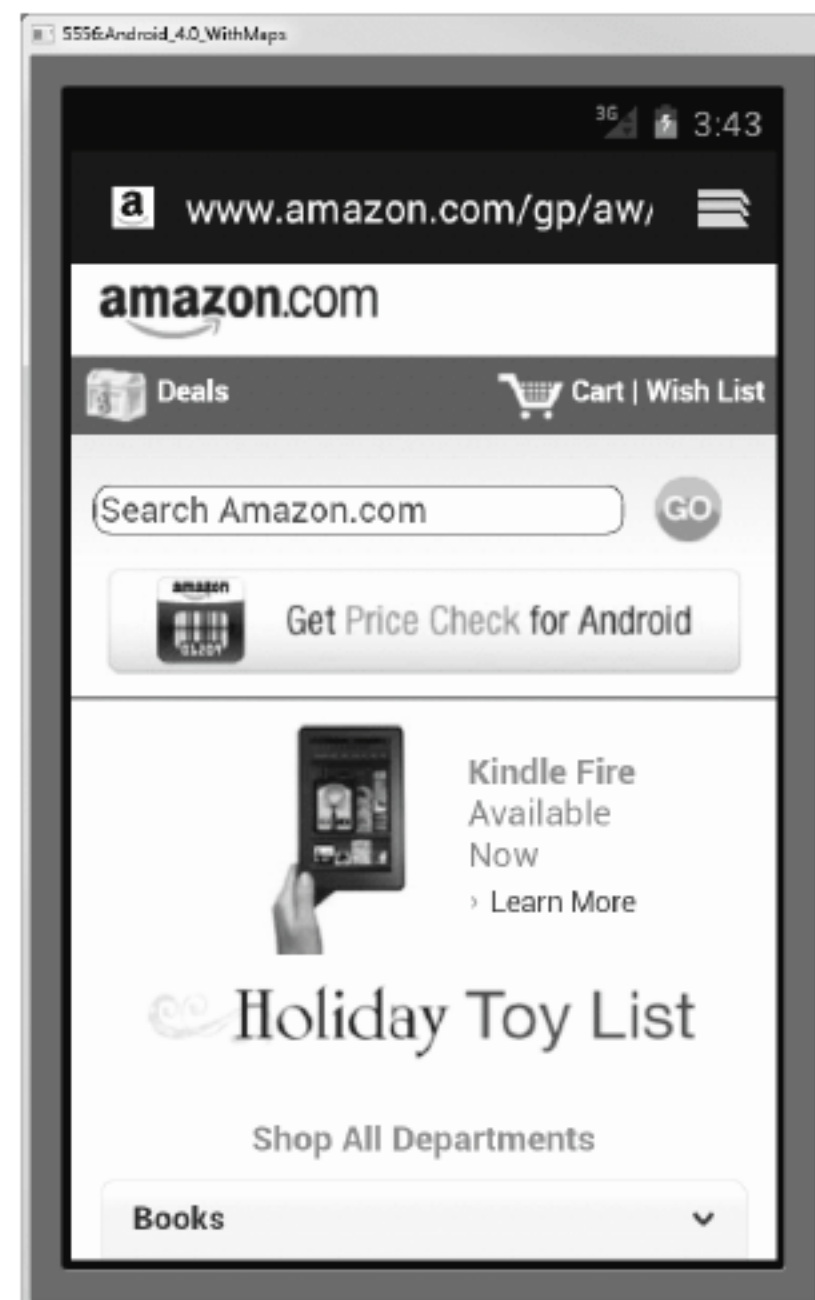 5556:Android_4.0_WithMaps
3G 3:43
a www.amazon.com/gp/aw/
amazon.com
Deals Cart | Wish List
Search Amazon.com GO
amazon
Get Price Check for Android
Kindle Fire
Available
Now
› Learn More
Holiday Toy List
Shop All Departments
Books